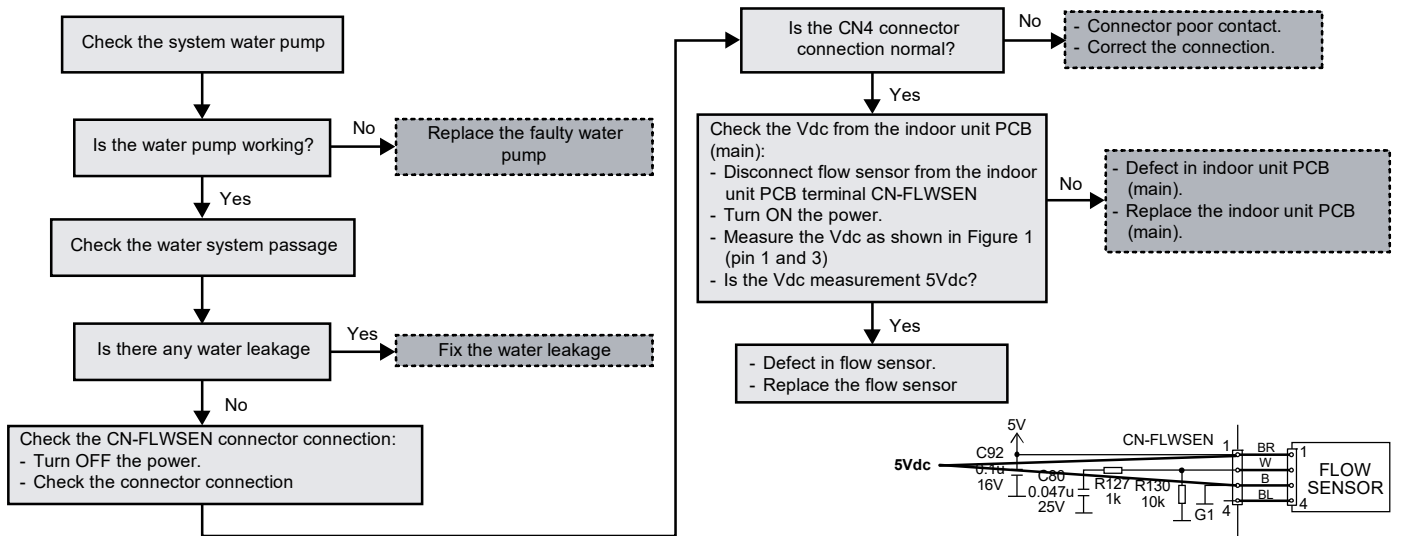 Check the system water pump
Is the water pump working?
No
Replace the faulty water
pump
Yes
Check the water system passage
Is there any water leakage
Yes
Fix the water leakage
No
Check the CN-FLWSEN connector connection:
- Turn OFF the power.
- Check the connector connection
Is the CN4 connector
connection normal?
No
- Connector poor contact.
- Correct the connection.
Yes
Check the Vdc from the indoor unit PCB
(main):
- Disconnect flow sensor from the indoor
unit PCB terminal CN-FLWSEN
- Turn ON the power.
- Measure the Vdc as shown in Figure 1
(pin 1 and 3)
- Is the Vdc measurement 5Vdc?
No
- Defect in indoor unit PCB
(main).
- Replace the indoor unit PCB
(main).
Yes
- Defect in flow sensor.
- Replace the flow sensor
5V
5Vdc
C92
0.1u
16V
C80
0.047u
25V
R127
1k
R130
10k
G1
CN-FLWSEN
1
4
BR
W
B
BL
1
4
FLOW
SENSOR